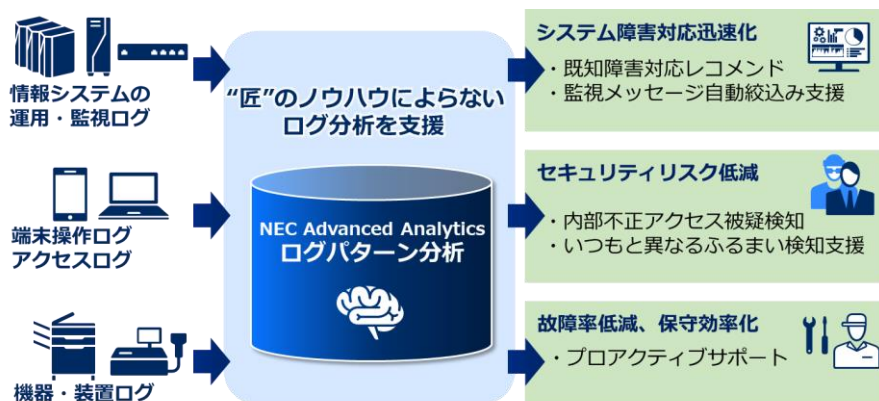 情報システムの
運用・監視ログ
端末操作ログ
アクセスログ
機器・装置ログ
“匠”のノウハウによらない
ログ分析を支援
NEC Advanced Analytics
ログパターン分析
システム障害対応迅速化
・既知障害対応レコメンド
・監視メッセージ自動絞込み支援
セキュリティリスク低減
・内部不正アクセス被疑検知
・いつもと異なるふるまい検知支援
故障率低減、保守効率化
・プロアクティブサポート